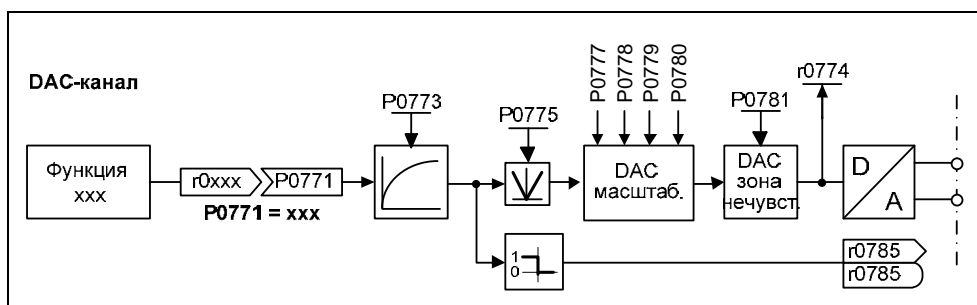 DAC-канал
P0777
P0778
P0779
P0780
r0774
P0773
P0775
P0781
Функция
xxx
r0xxx
P0771
P0771 = xxx
DAC
масштаб.
DAC
зона
нечувст.
D
A
1
0
r0785
r0785